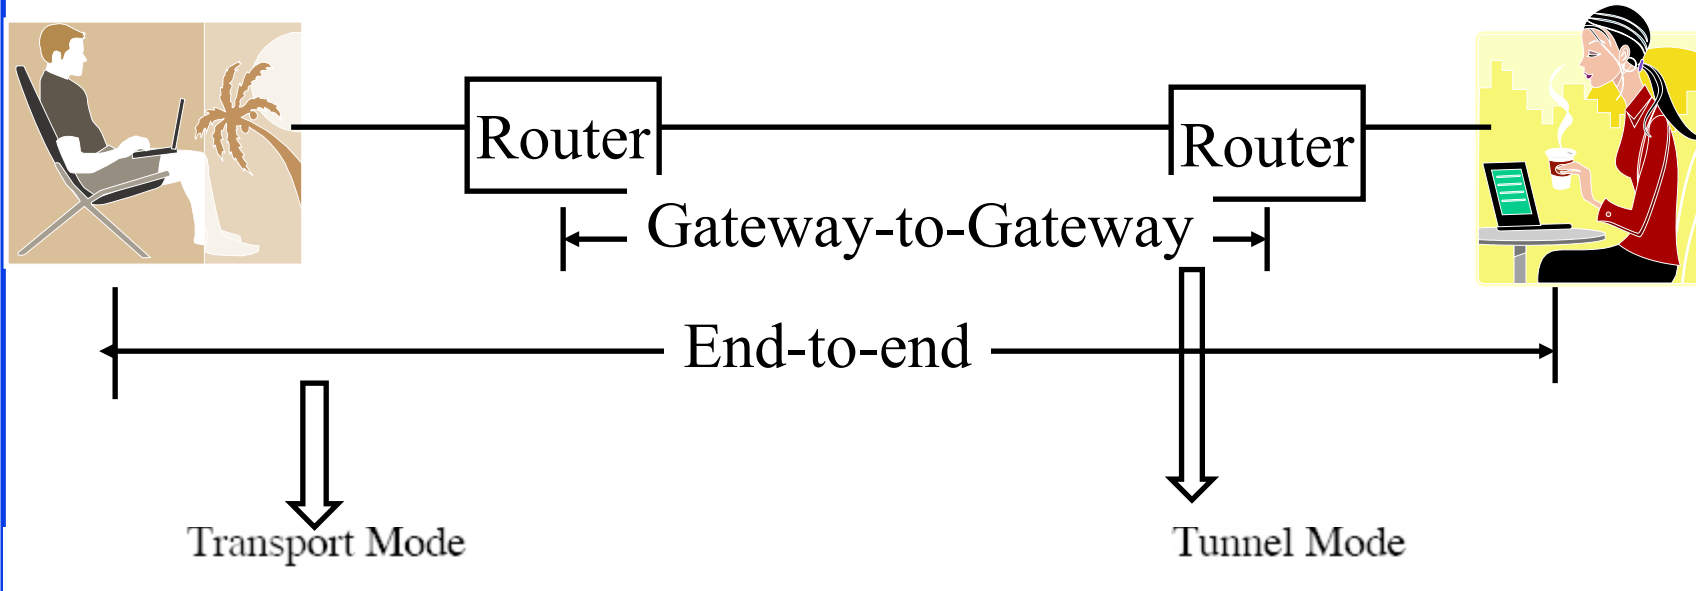 Router
Router
Gateway-to-Gateway
End-to-end
Transport Mode
Tunnel Mode